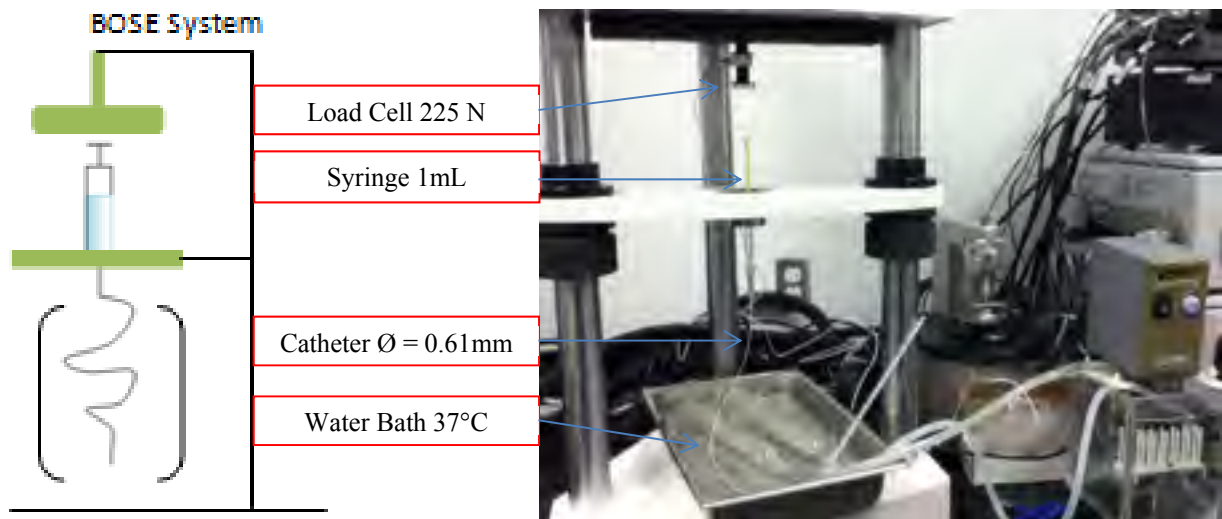 BOSE System
Load Cell 225 N
Syringe 1mL
Catheter Ø = 0.61mm
Water Bath 37°C